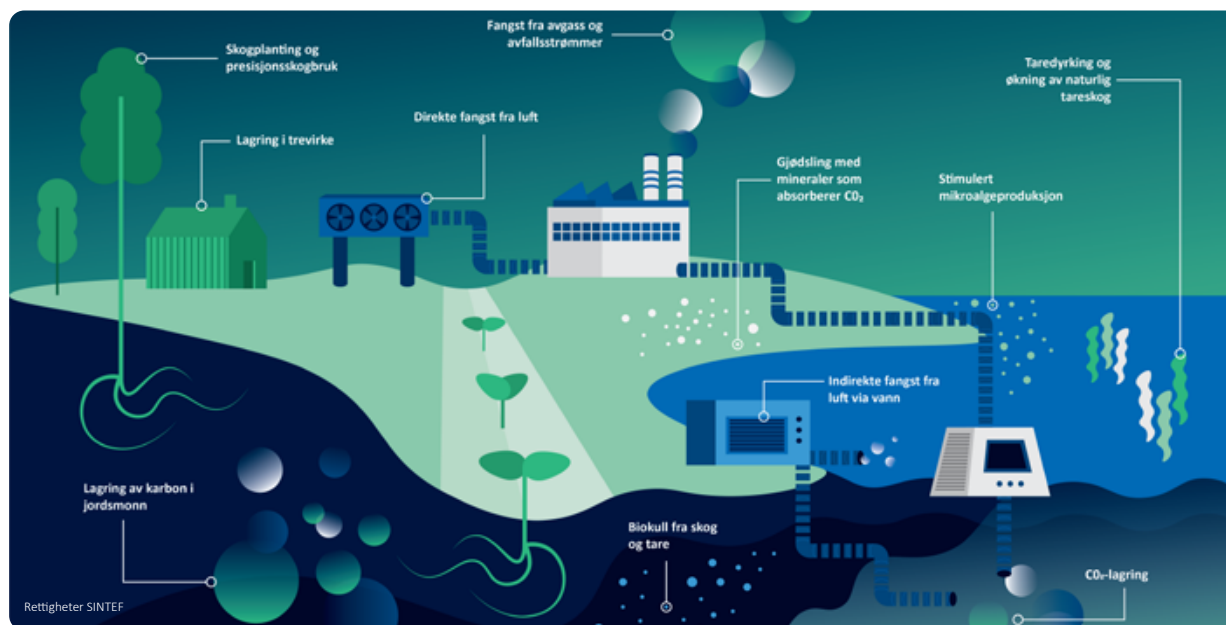 Fangst fra avgass og
avfallsstrømmer
Skogplanting og
presisjonsskogbruk
Taredyrking og
økning av naturlig
tareskog
Direkte fangst fra luft
Lagring i trevirke
Gjødsling med
mineraler som
absorberer C0₂
Stimulert
mikroalgeproduksjon
Indirekte fangst fra
luft via vann
Lagring av karbon i
jordsmonn
Biokull fra skog
og tare
C0₂-lagring
Rettigheter SINTEF